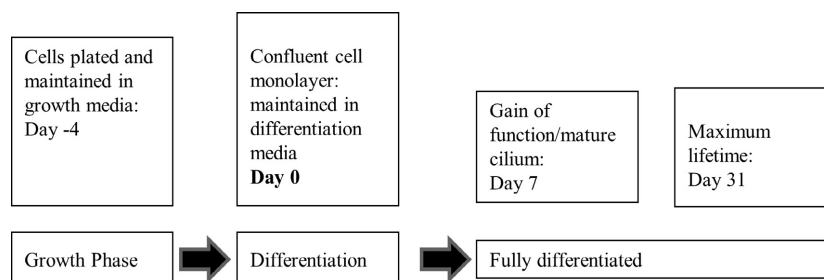 Cells plated and
maintained in
growth media:
Day -4
Confluent cell
monolayer:
maintained in
differentiation
media
Day 0
Gain of
function/mature
cilium:
Day 7
Maximum
lifetime:
Day 31
Growth Phase
Differentiation
Fully differentiated